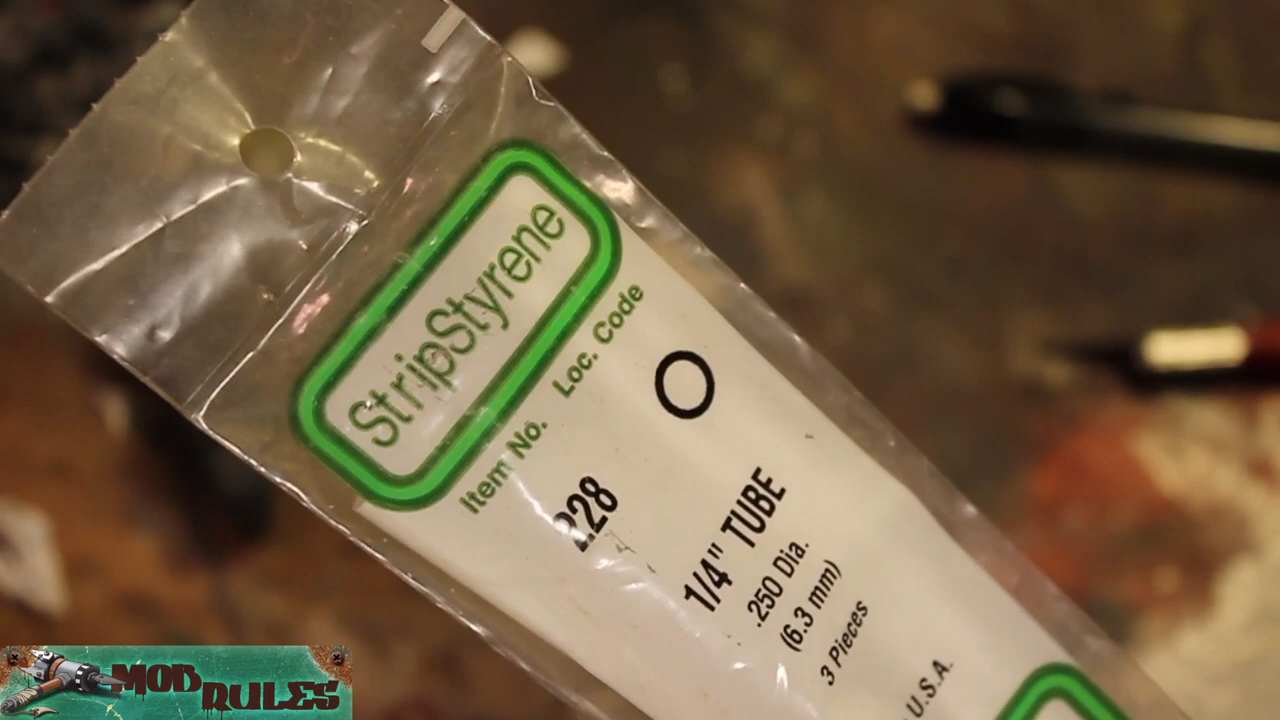 StripStyrene
Item No. Loc. Code
228
1/4" TUBE
.250 Dia.
(6.3 mm)
3 Pieces
U.S.A.
MOD RULES